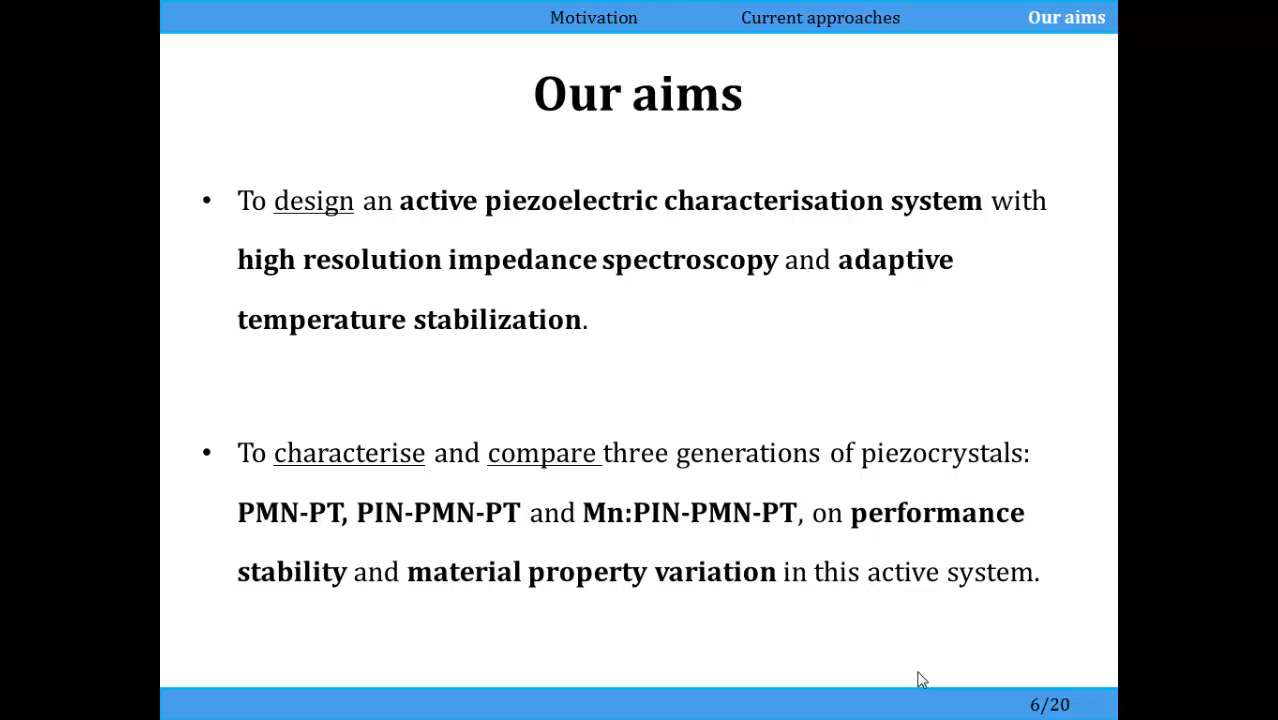 Motivation Current approaches Our aims
Our aims
• To design an active piezoelectric characterisation system with
high resolution impedance spectroscopy and adaptive
temperature stabilization.
• To characterise and compare three generations of piezocrystals:
PMN-PT, PIN-PMN-PT and Mn:PIN-PMN-PT, on performance
stability and material property variation in this active system.
6/20